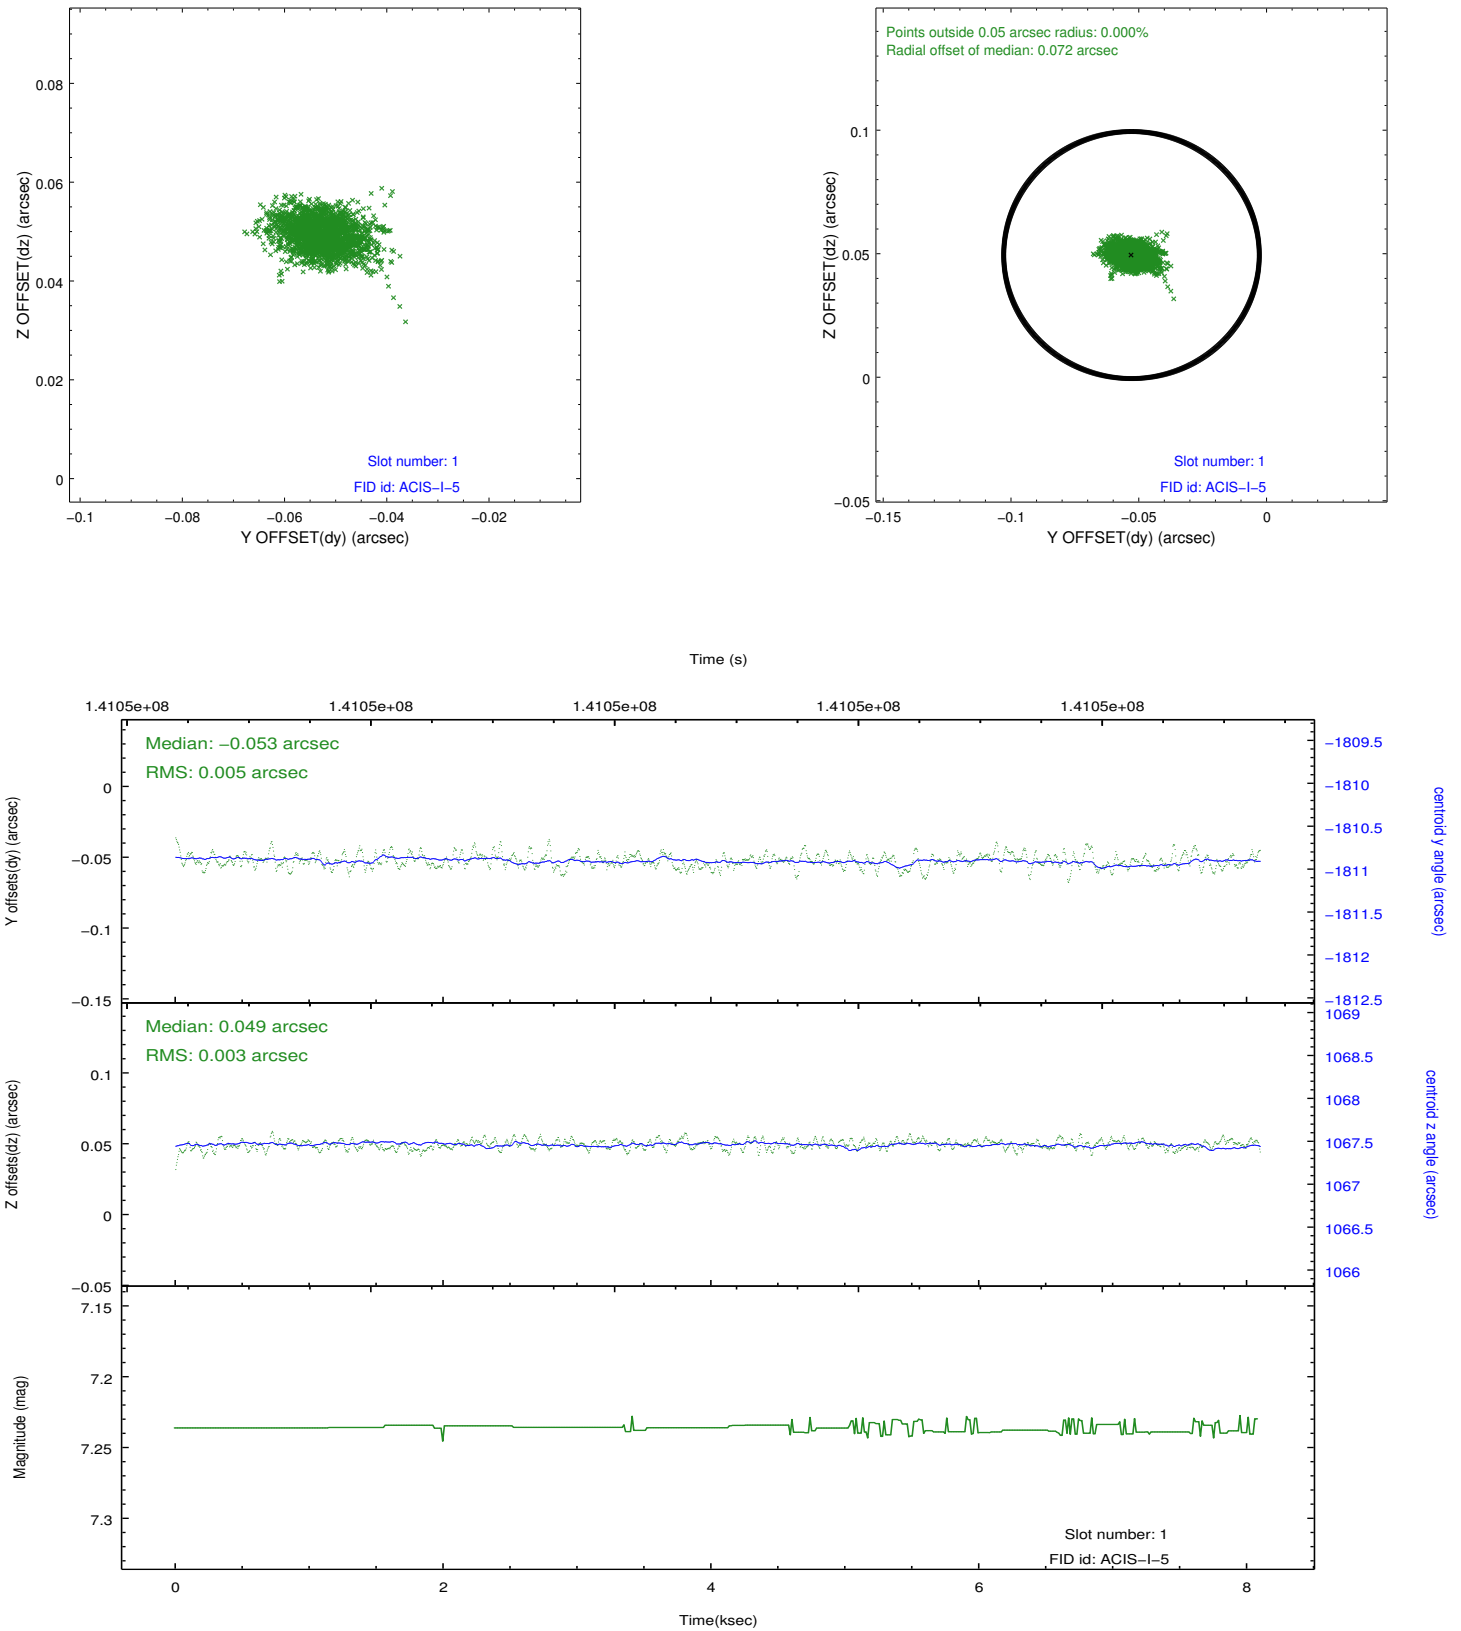 0.08
0.06
0.04
0.02
0
Z OFFSET(dz) (arcsec)
Slot number: 1
FID id: ACIS−I−5
−0.1 −0.08 −0.06 −0.04 −0.02
Y OFFSET(dy) (arcsec)
Points outside 0.05 arcsec radius: 0.000%
Radial offset of median: 0.072 arcsec
0.1
0.05
0
−0.05
Z OFFSET(dz) (arcsec)
Slot number: 1
FID id: ACIS−I−5
−0.15 −0.1 −0.05 0
Y OFFSET(dy) (arcsec)
Time (s)
1.4105e+08 1.4105e+08 1.4105e+08 1.4105e+08 1.4105e+08
Median: −0.053 arcsec
RMS: 0.005 arcsec
0
−0.05
−0.1
−0.15
Y offsets(dy) (arcsec)
−1809.5
−1810
−1810.5
−1811
−1811.5
−1812
−1812.5
centroid y angle (arcsec)
Median: 0.049 arcsec
RMS: 0.003 arcsec
0.1
0.05
0
−0.05
Z offsets(dz) (arcsec)
1069
1068.5
1068
1067.5
1067
1066.5
1066
centroid z angle (arcsec)
7.15
7.2
7.25
7.3
Magnitude (mag)
Slot number: 1
FID id: ACIS−I−5
0 2 4 6 8
Time(ksec)